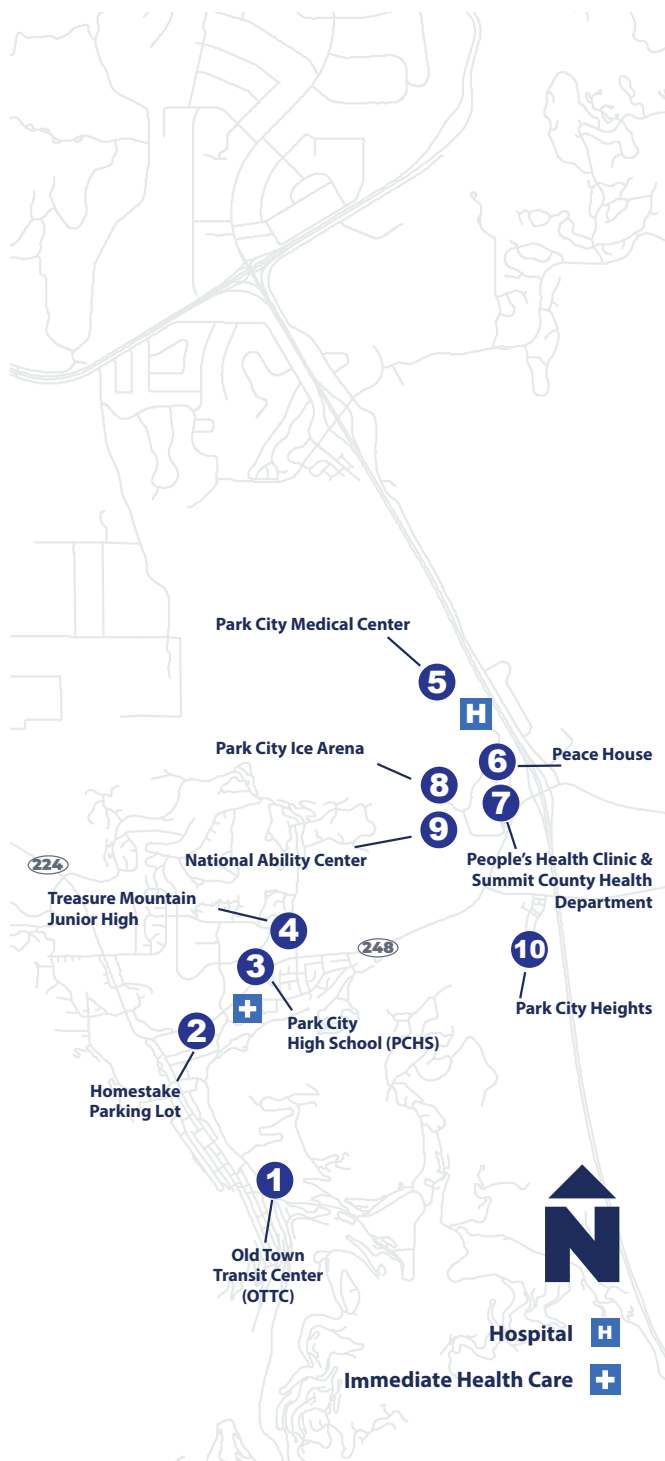 Park City Medical Center
5
H
Park City Ice Arena
6
Peace House
8
7
9
National Ability Center
People's Health Clinic &
Summit County Health
Department
224
Treasure Mountain
Junior High
4
248
10
3
Park City Heights
Park City
High School (PCHS)
2
Homestake
Parking Lot
1
Old Town
Transit Center
(OTTC)
N
Hospital H
Immediate Health Care